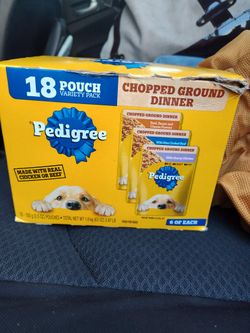 18 POUCH
VARIETY PACK
CHOPPED GROUND
DINNER
Pedigree
MADE WITH REAL
CHICKEN OR BEEF
CHOPPED GROUND DINNER
CHOPPED GROUND DINNER
CHOPPED GROUND DINNER
Pedigree
6 OF EACH